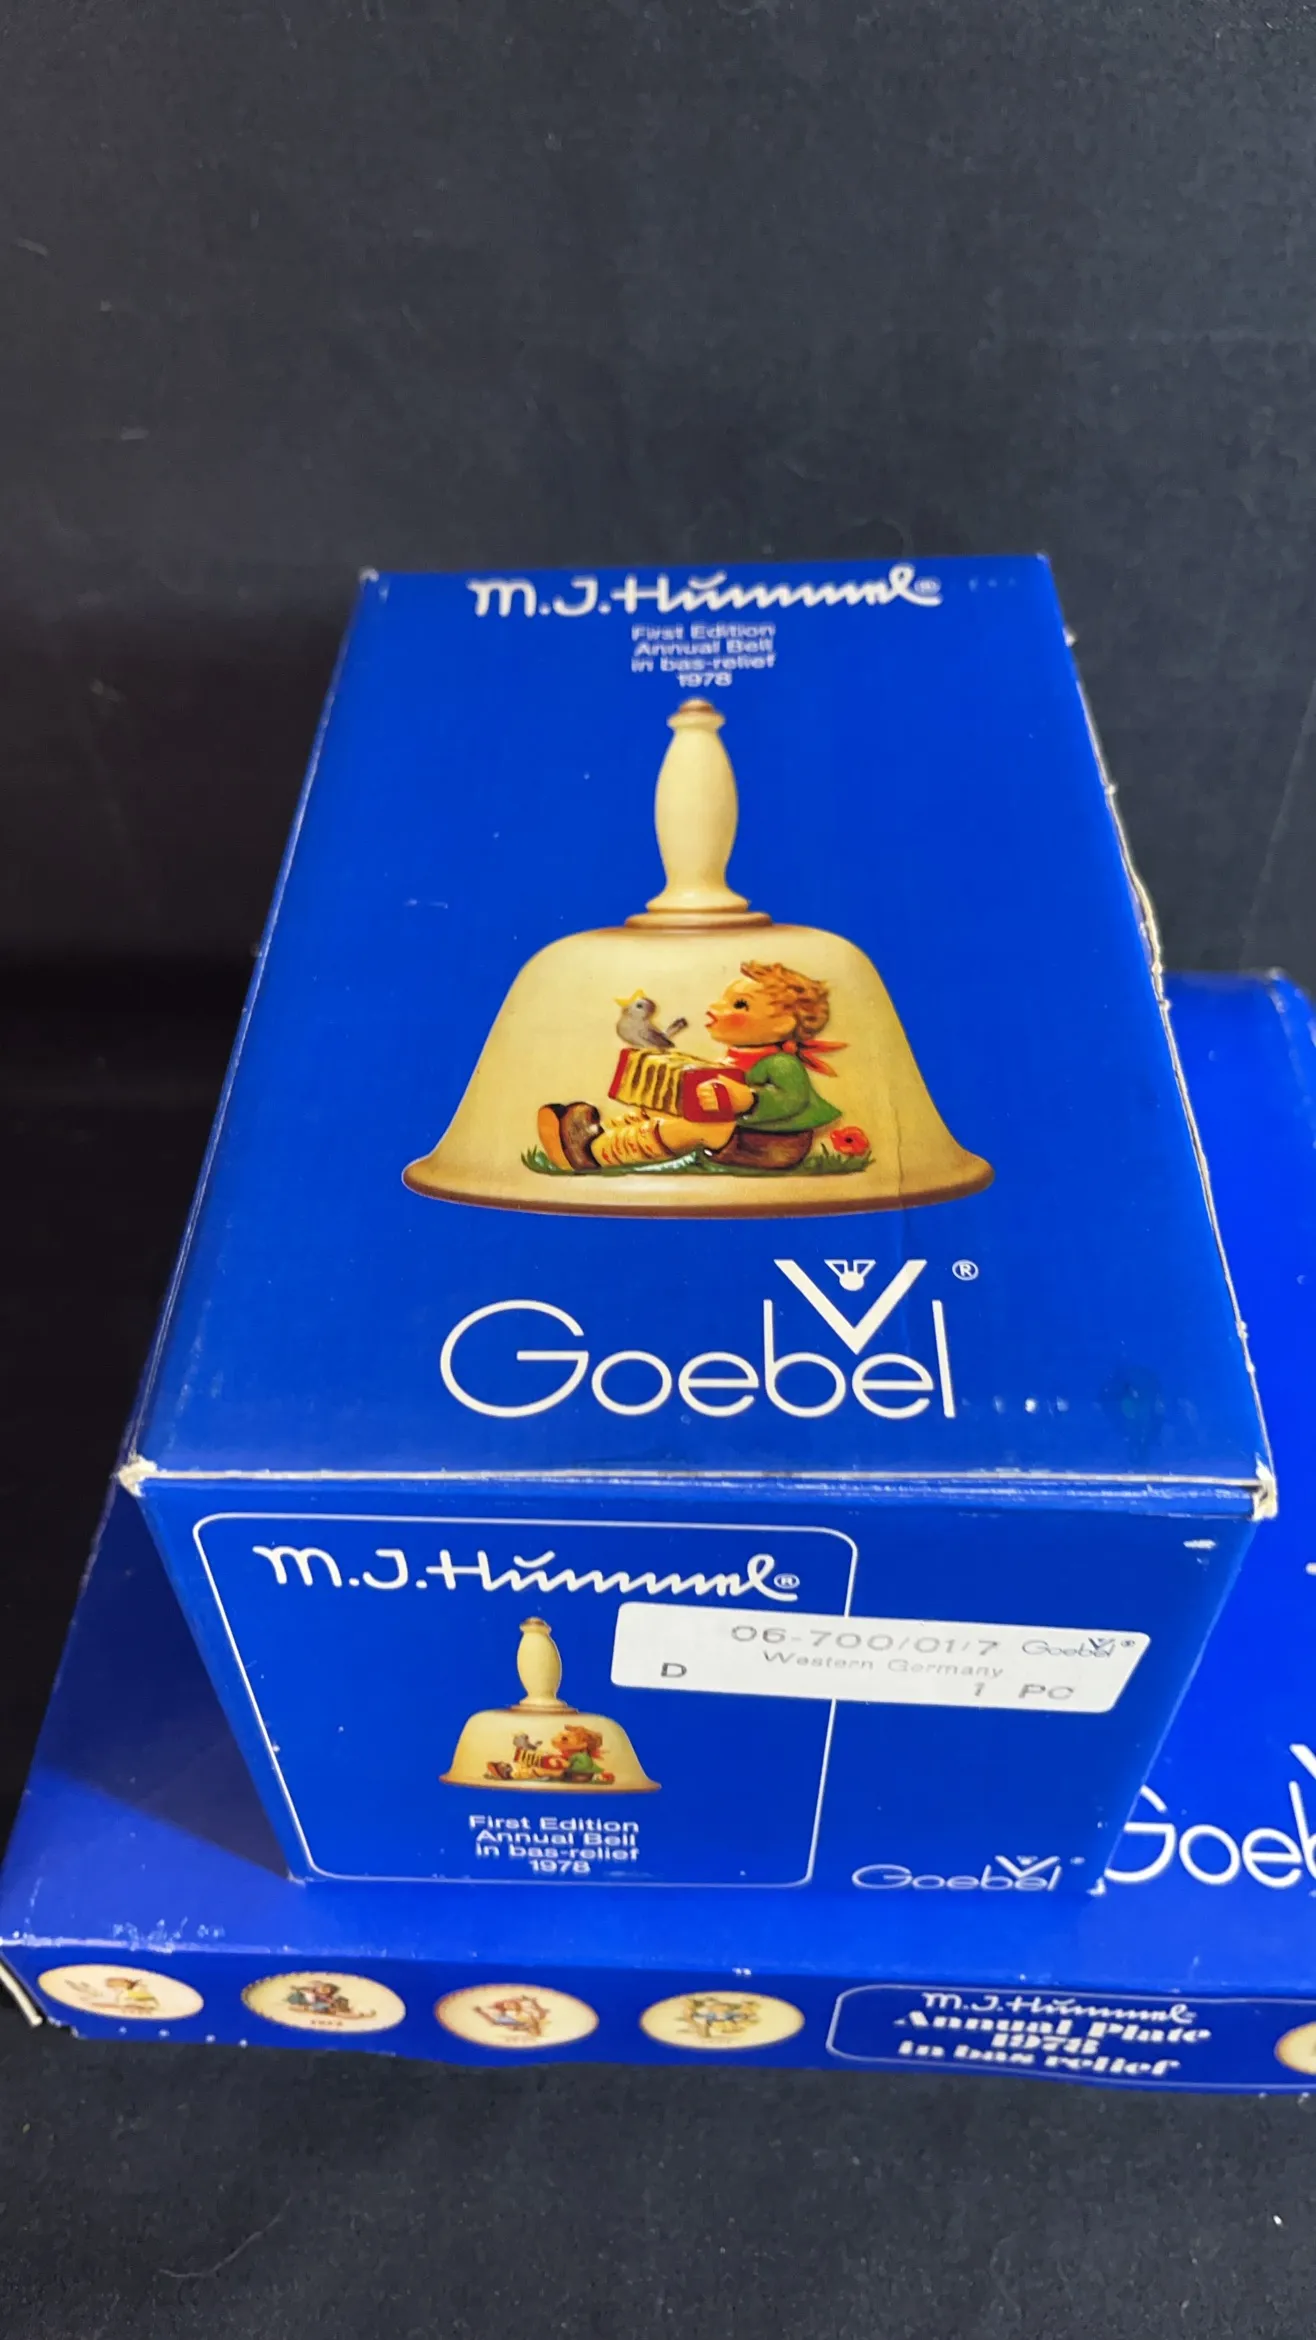 M.J.Hummel®
First Edition
Annual Bell
in bas-relief
1978
Goebel®
M.J.Hummel®
06-700/01/7 Goebel®
Western Germany
D 1 PC
First Edition
Annual Bell
in bas-relief
1978
Goebel
Goeb
M.J.Hummel
Annual Plate
1978
in bas relief